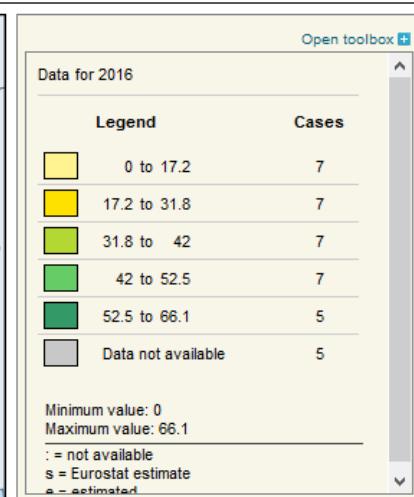 Open toolbox
Data for 2016
Legend Cases
0 to 17.2 7
17.2 to 31.8 7
31.8 to 42 7
42 to 52.5 7
52.5 to 66.1 5
Data not available 5
Minimum value: 0
Maximum value: 66.1
: = not available
s = Eurostat estimate
e = estimated